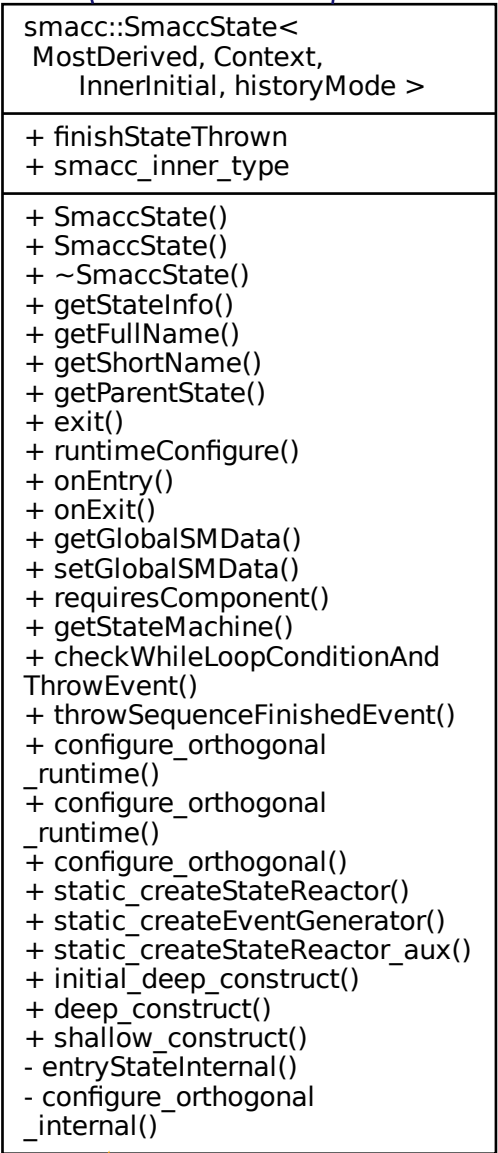 smacc::SmaccState<
MostDerived, Context,
InnerInitial, historyMode >
+ finishStateThrown
+ smacc_inner_type
+ SmaccState()
+ SmaccState()
+ ~SmaccState()
+ getStateInfo()
+ getFullName()
+ getShortName()
+ getParentState()
+ exit()
+ runtimeConfigure()
+ onEntry()
+ onExit()
+ getGlobalSMData()
+ setGlobalSMData()
+ requiresComponent()
+ getStateMachine()
+ checkWhileLoopConditionAnd
ThrowEvent()
+ throwSequenceFinishedEvent()
+ configure_orthogonal
_runtime()
+ configure_orthogonal
_runtime()
+ configure_orthogonal()
+ static_createStateReactor()
+ static_createEventGenerator()
+ static_createStateReactor_aux()
+ initial_deep_construct()
+ deep_construct()
+ shallow_construct()
- entryStateInternal()
- configure_orthogonal
_internal()